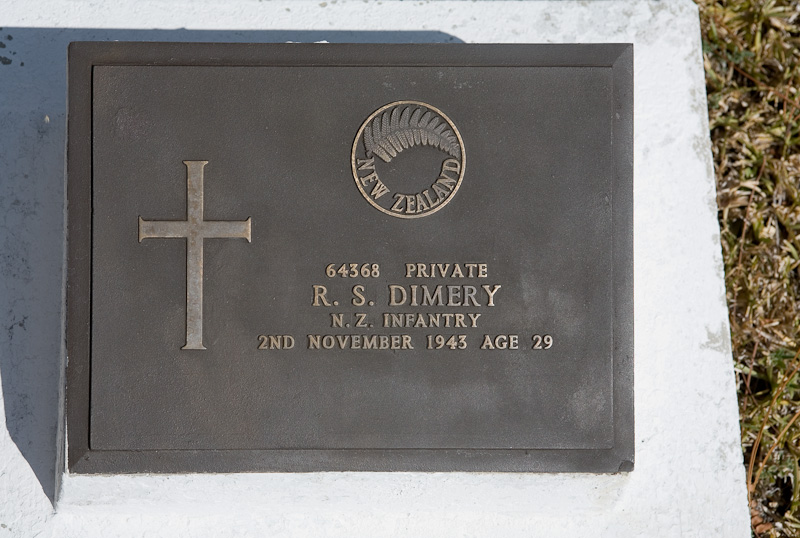 NEW ZEALAND
64368 PRIVATE
R. S. DIMERY
N.Z. INFANTRY
2ND NOVEMBER 1943 AGE 29